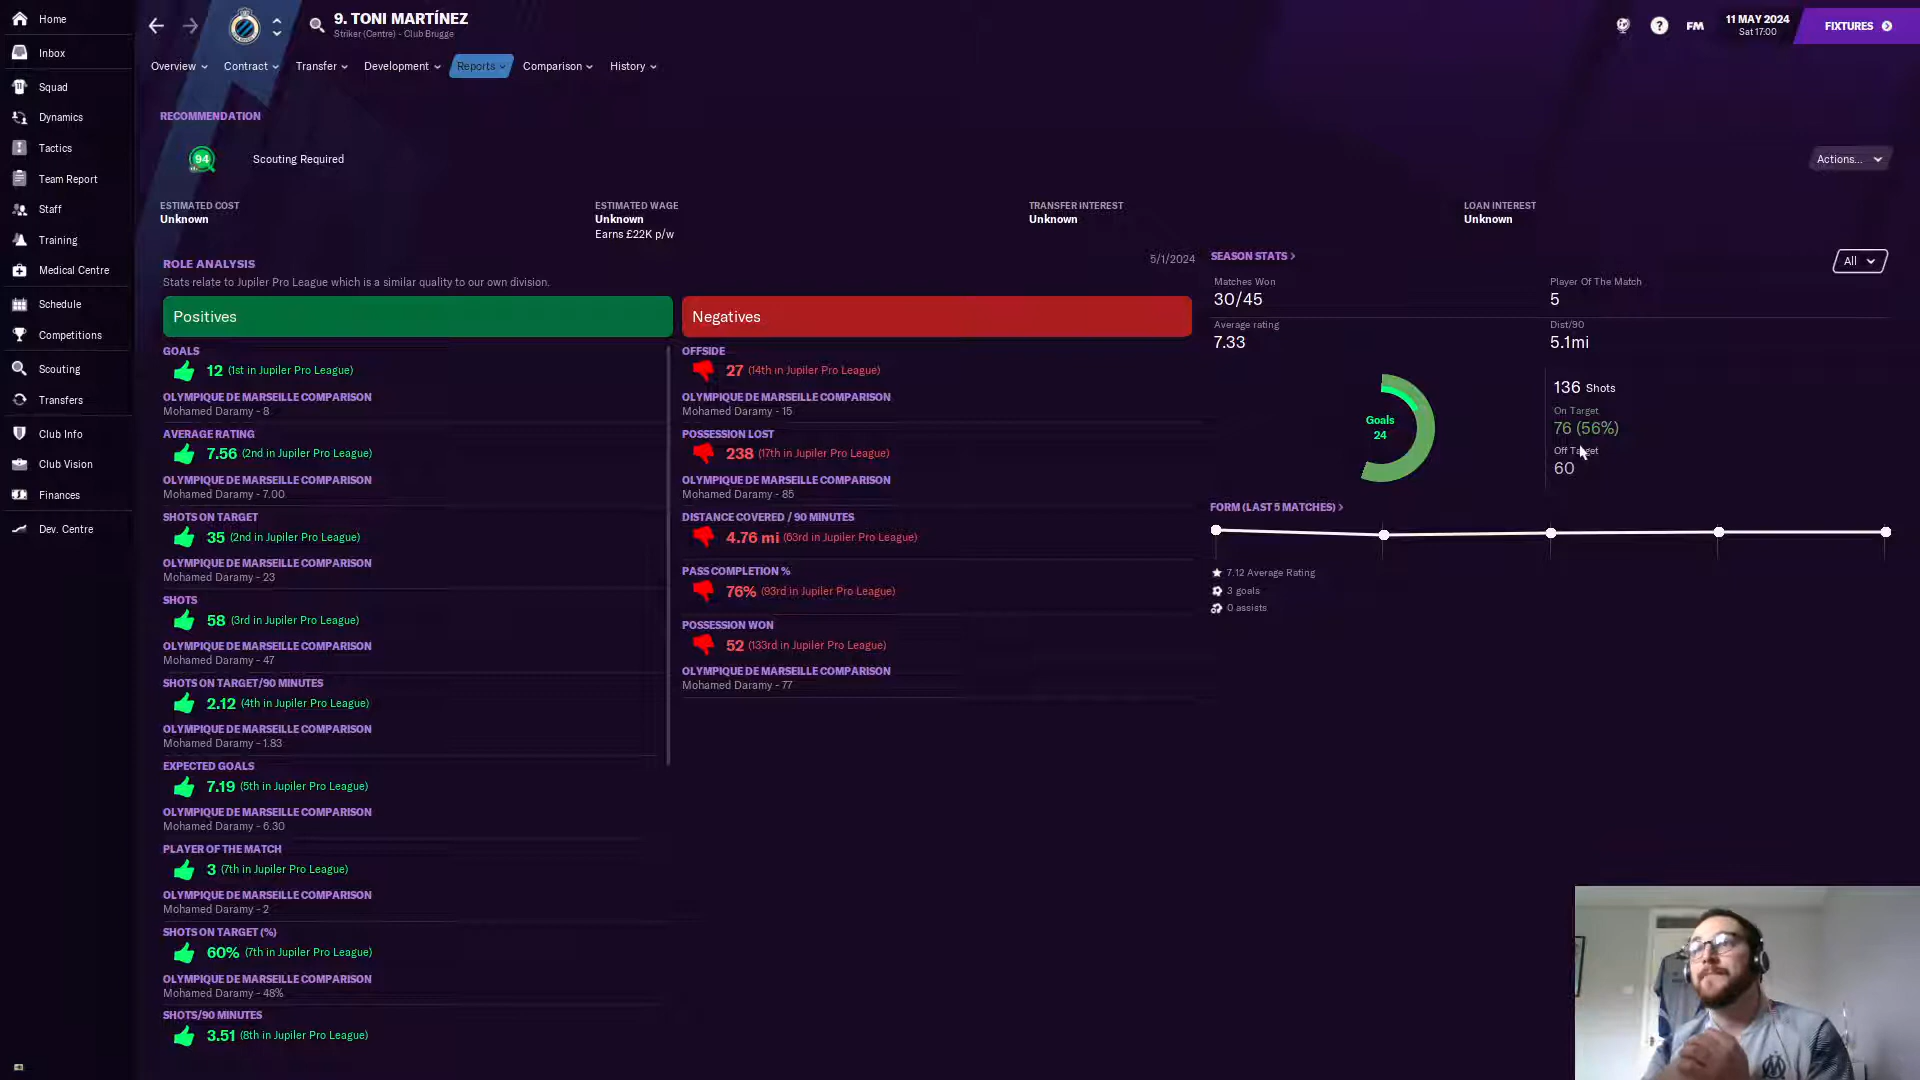 Home
Inbox
Squad
Dynamics
Tactics
Team Report
Staff
Training
Medical Centre
Schedule
Competitions
Scouting
Transfers
Club Info
Club Vision
Finances
Dev. Centre
9. TONI MARTÍNEZ
Striker (Centre) - Club Brugge
FM
11 MAY 2024
Sat 17:00
FIXTURES
Overview
Contract
Transfer
Development
Reports
Comparison
History
RECOMMENDATION
94
Scouting Required
Actions...
ESTIMATED COST
Unknown
ESTIMATED WAGE
Unknown
Earns £22K p/w
TRANSFER INTEREST
Unknown
LOAN INTEREST
Unknown
ROLE ANALYSIS
5/1/2024
Stats relate to Jupiler Pro League which is a similar quality to our own division.
Positives
GOALS
12 (1st in Jupiler Pro League)
OLYMPIQUE DE MARSEILLE COMPARISON
Mohamed Daramy - 8
AVERAGE RATING
7.56 (2nd in Jupiler Pro League)
OLYMPIQUE DE MARSEILLE COMPARISON
Mohamed Daramy - 7.00
SHOTS ON TARGET
35 (2nd in Jupiler Pro League)
OLYMPIQUE DE MARSEILLE COMPARISON
Mohamed Daramy - 23
SHOTS
58 (3rd in Jupiler Pro League)
OLYMPIQUE DE MARSEILLE COMPARISON
Mohamed Daramy - 47
SHOTS ON TARGET/90 MINUTES
2.12 (4th in Jupiler Pro League)
OLYMPIQUE DE MARSEILLE COMPARISON
Mohamed Daramy - 1.83
EXPECTED GOALS
7.19 (5th in Jupiler Pro League)
OLYMPIQUE DE MARSEILLE COMPARISON
Mohamed Daramy - 6.30
PLAYER OF THE MATCH
3 (7th in Jupiler Pro League)
OLYMPIQUE DE MARSEILLE COMPARISON
Mohamed Daramy - 2
SHOTS ON TARGET (%)
60% (7th in Jupiler Pro League)
OLYMPIQUE DE MARSEILLE COMPARISON
Mohamed Daramy - 48%
SHOTS/90 MINUTES
3.51 (8th in Jupiler Pro League)
Negatives
OFFSIDE
27 (14th in Jupiler Pro League)
OLYMPIQUE DE MARSEILLE COMPARISON
Mohamed Daramy - 15
POSSESSION LOST
238 (17th in Jupiler Pro League)
OLYMPIQUE DE MARSEILLE COMPARISON
Mohamed Daramy - 85
DISTANCE COVERED / 90 MINUTES
4.76 mi (63rd in Jupiler Pro League)
PASS COMPLETION %
76% (93rd in Jupiler Pro League)
POSSESSION WON
52 (133rd in Jupiler Pro League)
OLYMPIQUE DE MARSEILLE COMPARISON
Mohamed Daramy - 77
SEASON STATS
All
Matches Won
30/45
Player Of The Match
5
Average rating
7.33
Dist/90
5.1mi
Goals
24
136 Shots
On Target
76 (56%)
Off Target
60
FORM (LAST 5 MATCHES)
7.12 Average Rating
3 goals
0 assists